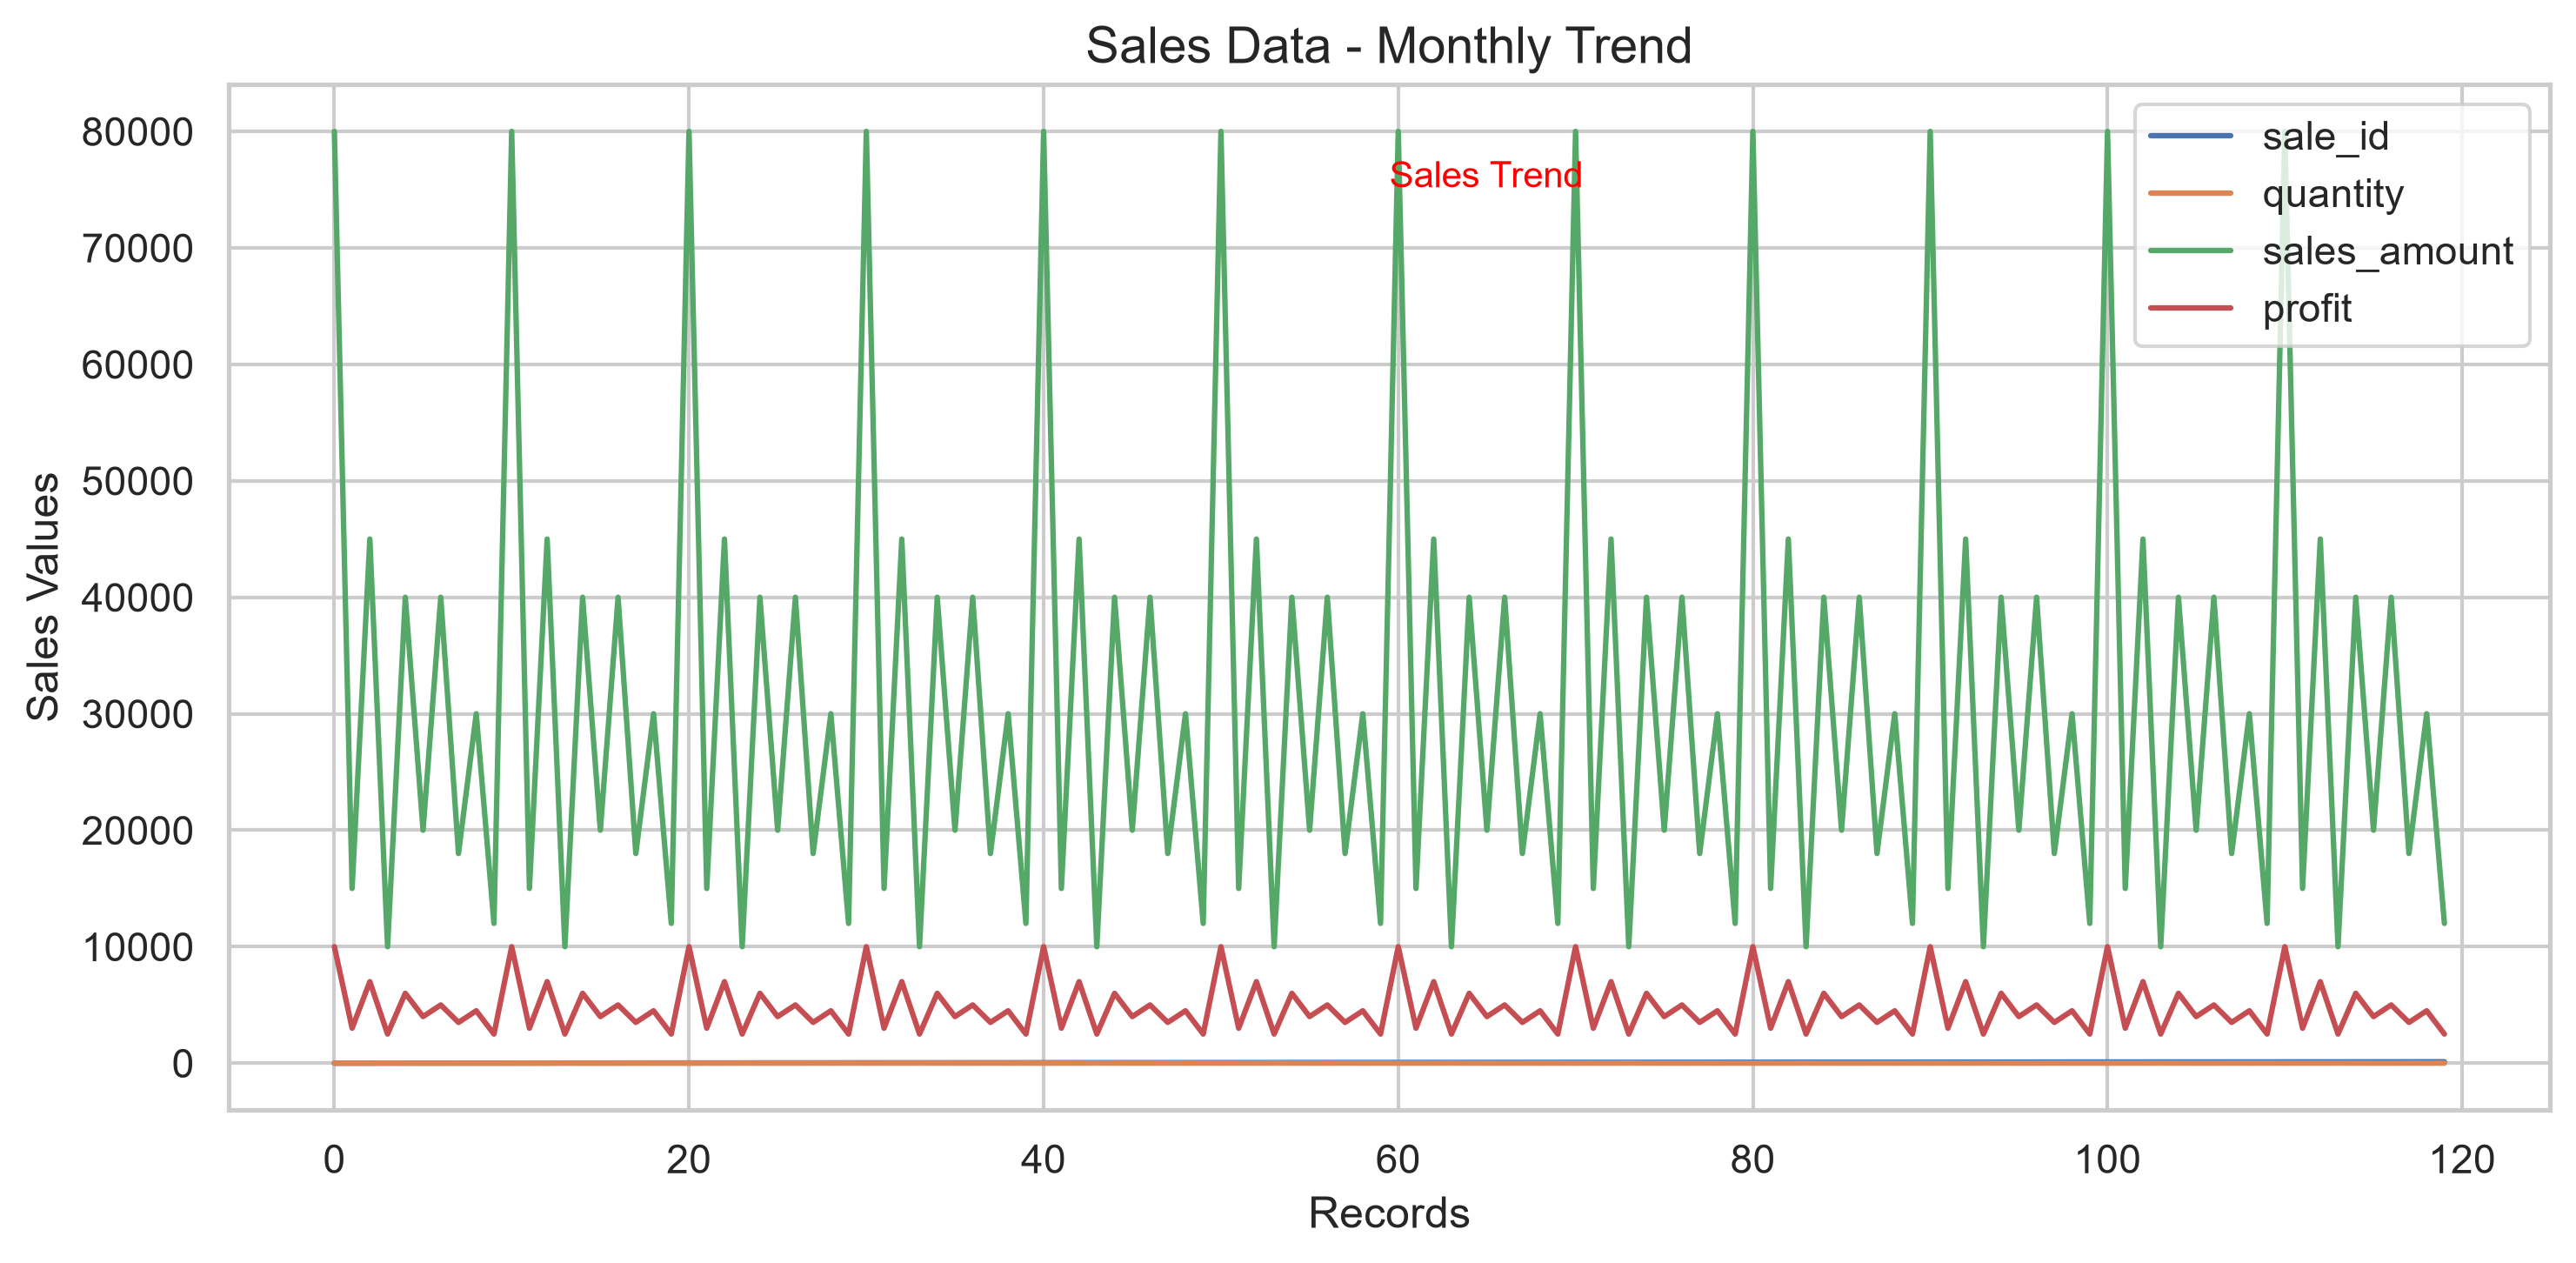 Sales Data - Monthly Trend
80000
70000
60000
50000
40000
30000
20000
10000
0
Sales Values
Sales Trend
sale_id
quantity
sales_amount
profit
0 20 40 60 80 100 120
Records